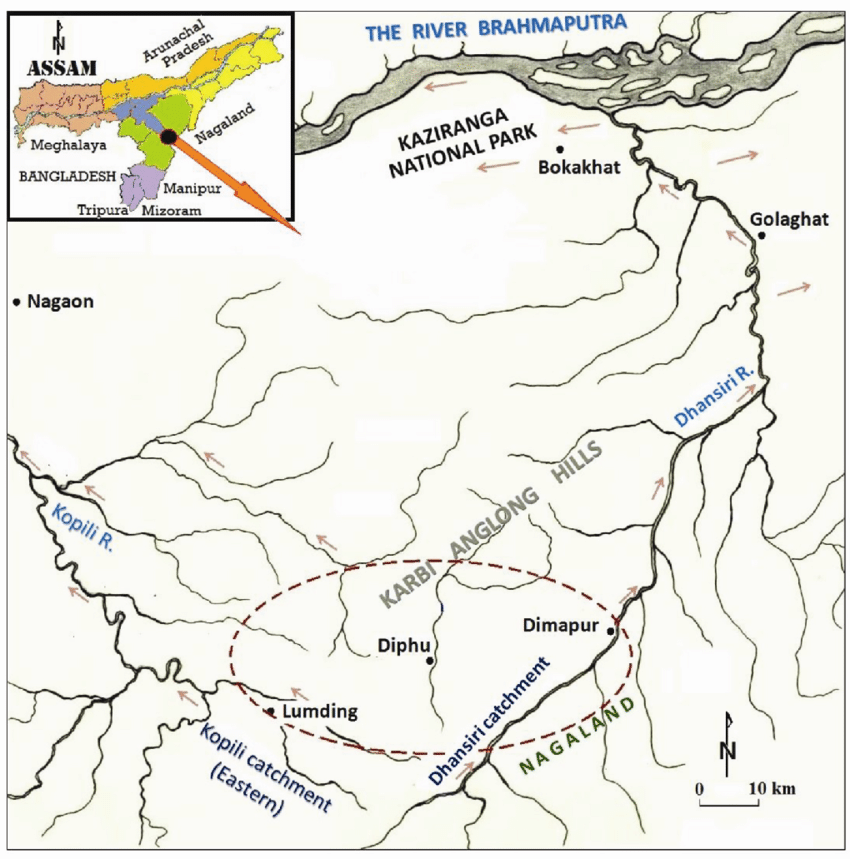 N
ASSAM
Arunachal
Pradesh
Nagaland
Meghalaya
BANGLADESH
Manipur
Tripura
Mizoram
THE RIVER BRAHMAPUTRA
KAZIRANGA
NATIONAL PARK
Bokakhat
Golaghat
Nagaon
Dhansiri R.
KARBI ANGLONG HILLS
Kopili R.
Dimapur
Diphu
Lumding
Dhansiri catchment
NAGALAND
Kopili catchment
(Eastern)
N
0 10 km